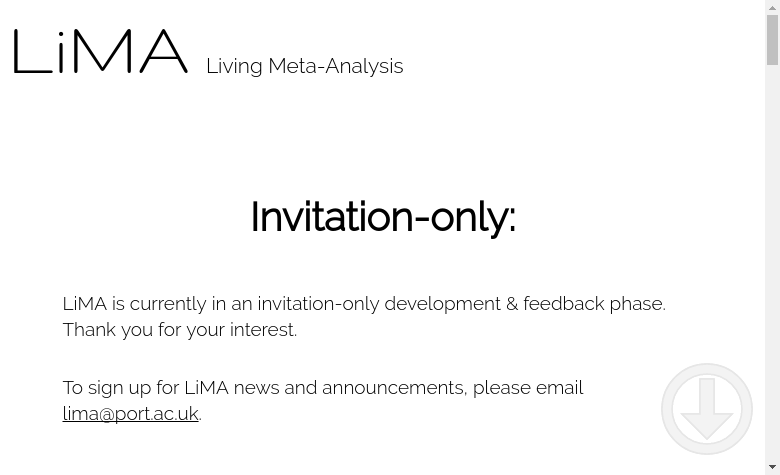 LiMA Living Meta-Analysis
Invitation-only:
LiMA is currently in an invitation-only development & feedback phase.
Thank you for your interest.
To sign up for LiMA news and announcements, please email
lima@port.ac.uk.